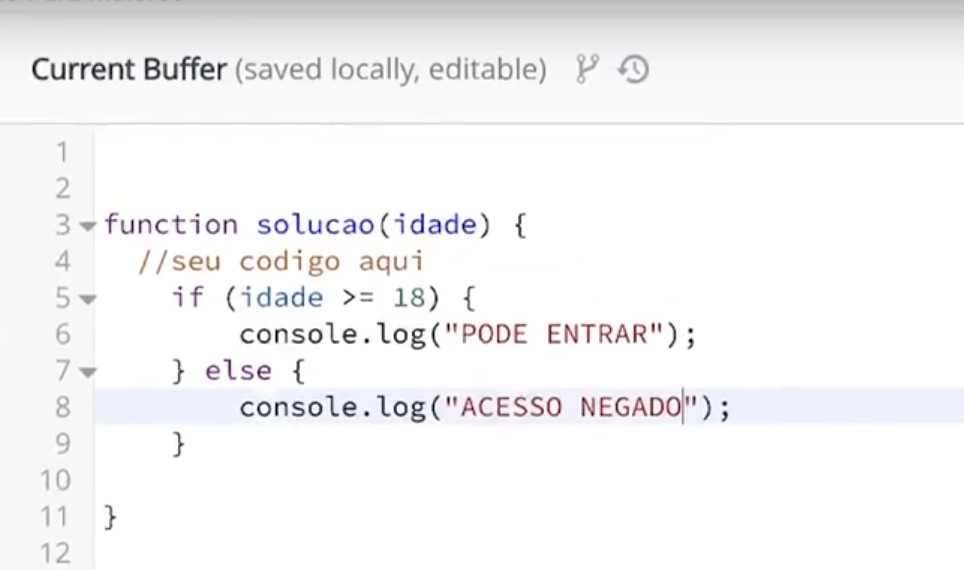 Current Buffer (saved locally, editable)
1
2
3 function solucao(idade) {
4 //seu codigo aqui
5 if (idade >= 18) {
6 console.log("PODE ENTRAR");
7 } else {
8 console.log("ACESSO NEGADO");
9 }
10
11 }
12